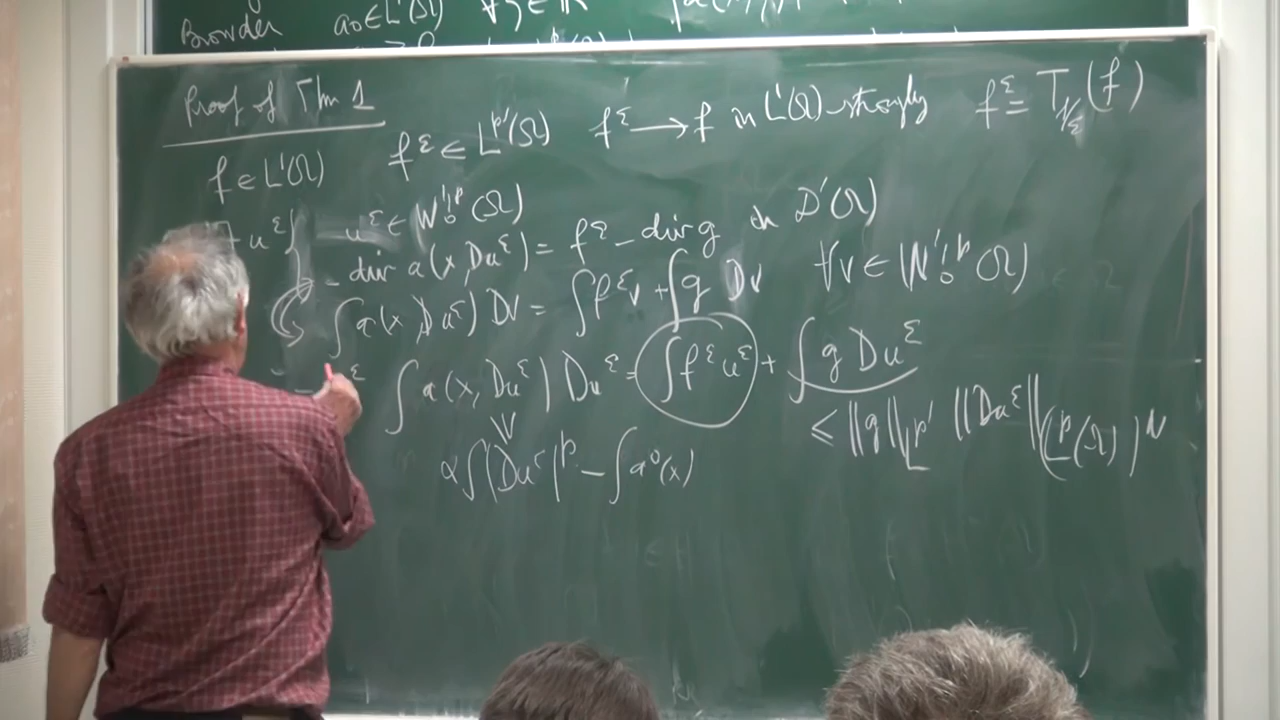 Browder a₀ ∈ L¹(Ω)
Proof of Thm 1
f ∈ L¹(Ω) f^ε ∈ L^{p'}(Ω) f^ε → f in L¹(Ω)-strongly f^ε = T_{1/ε}(f)
u^ε u^ε ∈ W₀^{1,p}(Ω)
- div a(x, Du^ε) = f^ε - div g in D'(Ω)
∫ a(x, Du^ε) Dv = ∫ f^ε v + ∫ g Dv ∀v ∈ W₀^{1,p}(Ω)
∫ a(x, Du^ε) Du^ε = ∫ f^ε u^ε + ∫ g Du^ε
≤ ||g||_{L^{p'}} ||Du^ε||_{(L^p(Ω))^N}
α ∫ |Du^ε|^p - ∫ a⁰(x)